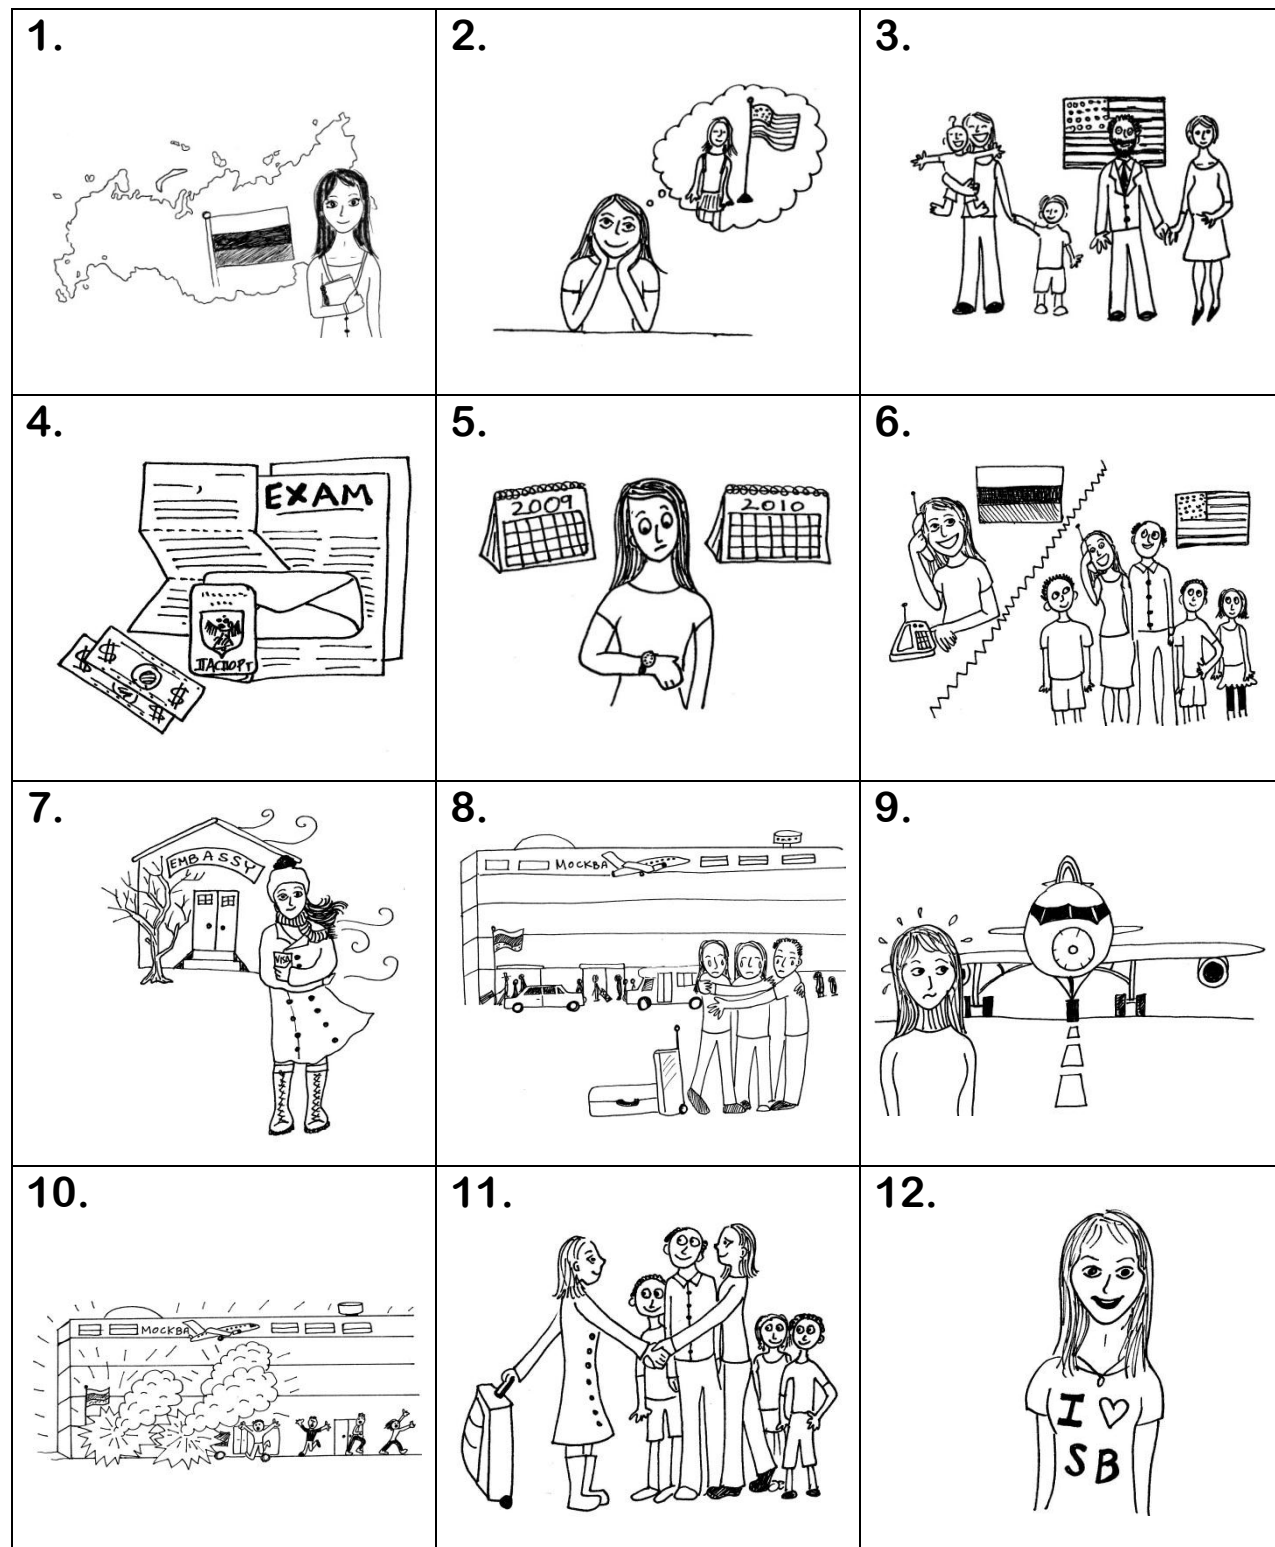 1.
2.
3.
4.
EXAM
$
$
$
$
ПАСПОРТ
5.
2009
2010
6.
7.
EMBASSY
VISA
8.
МОСКВА
9.
10.
МОСКВА
11.
12.
I ♡
SB